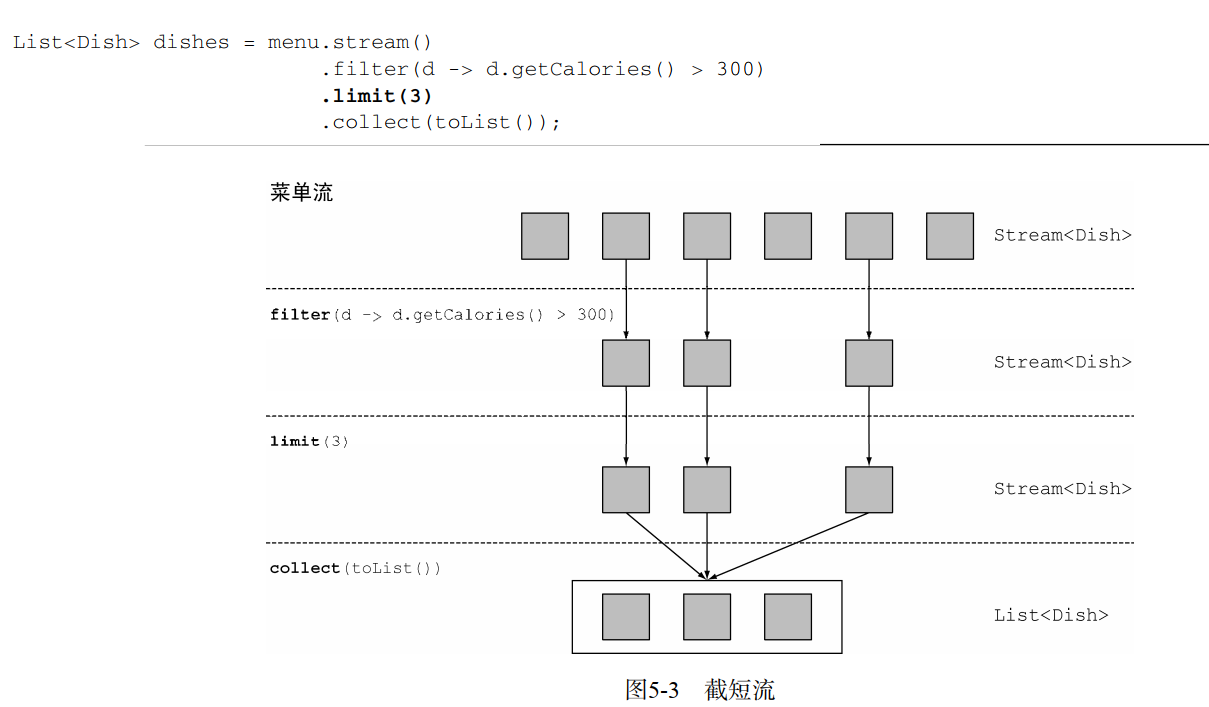 List<Dish> dishes = menu.stream()
.filter(d -> d.getCalories() > 300)
.limit(3)
.collect(toList());
菜单流
Stream<Dish>
filter(d -> d.getCalories() > 300)
Stream<Dish>
limit(3)
Stream<Dish>
collect(toList())
List<Dish>
图5-3 截短流